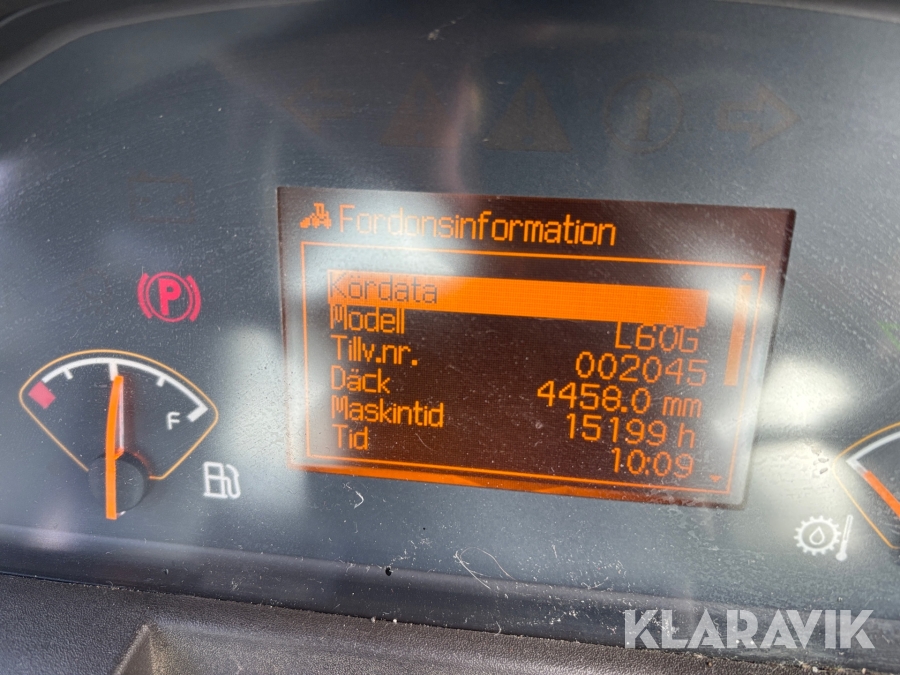 Fordonsinformation
Kördata
Modell L60G
Tillv.nr. 002045
Däck 4458.0 mm
Maskintid 15199 h
Tid 10:09
P
F
KLARAVIK